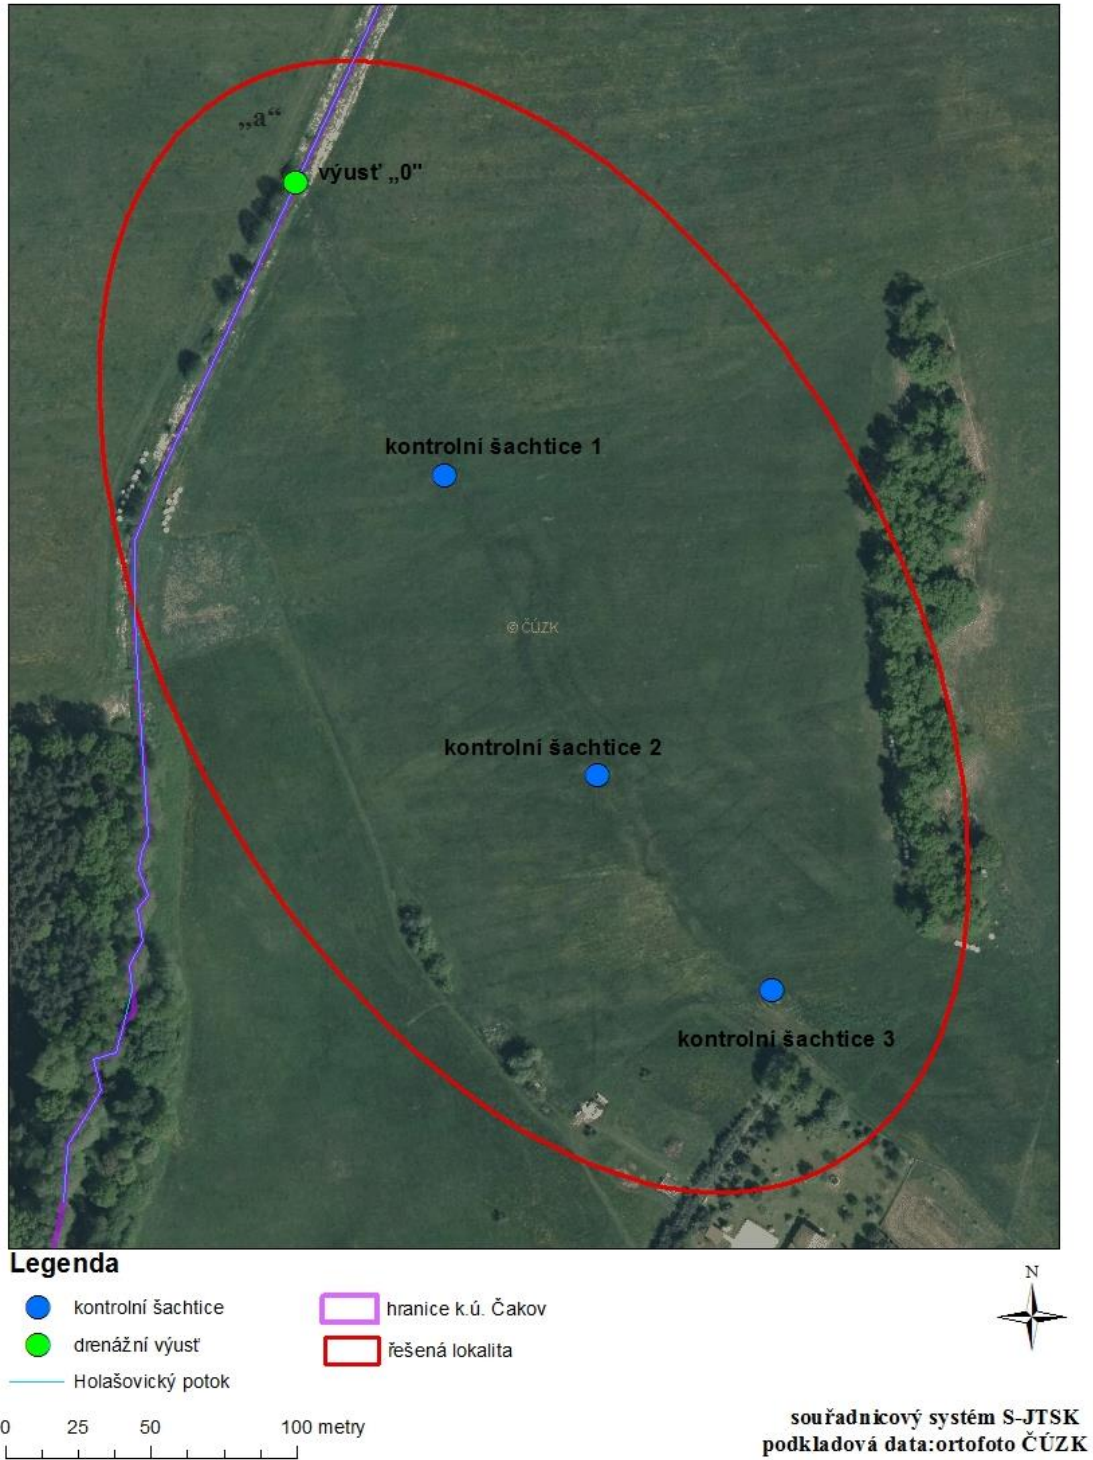 „a“
výusť „0"
kontrolní šachtice 1
© ČÚZK
kontrolní šachtice 2
kontrolní šachtice 3
Legenda
kontrolní šachtice
drenážní výusť
Holašovický potok
hranice k.ú. Čakov
řešená lokalita
N
0 25 50 100 metry
souřadnicový systém S-JTSK
podkladová data:ortofoto ČÚZK